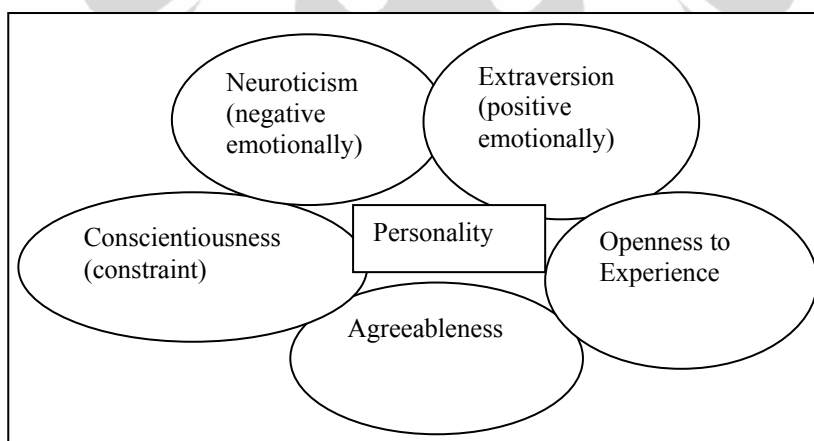 Neuroticism
(negative
emotionally)
Extraversion
(positive
emotionally)
Conscientiousness
(constraint)
Personality
Openness to
Experience
Agreeableness